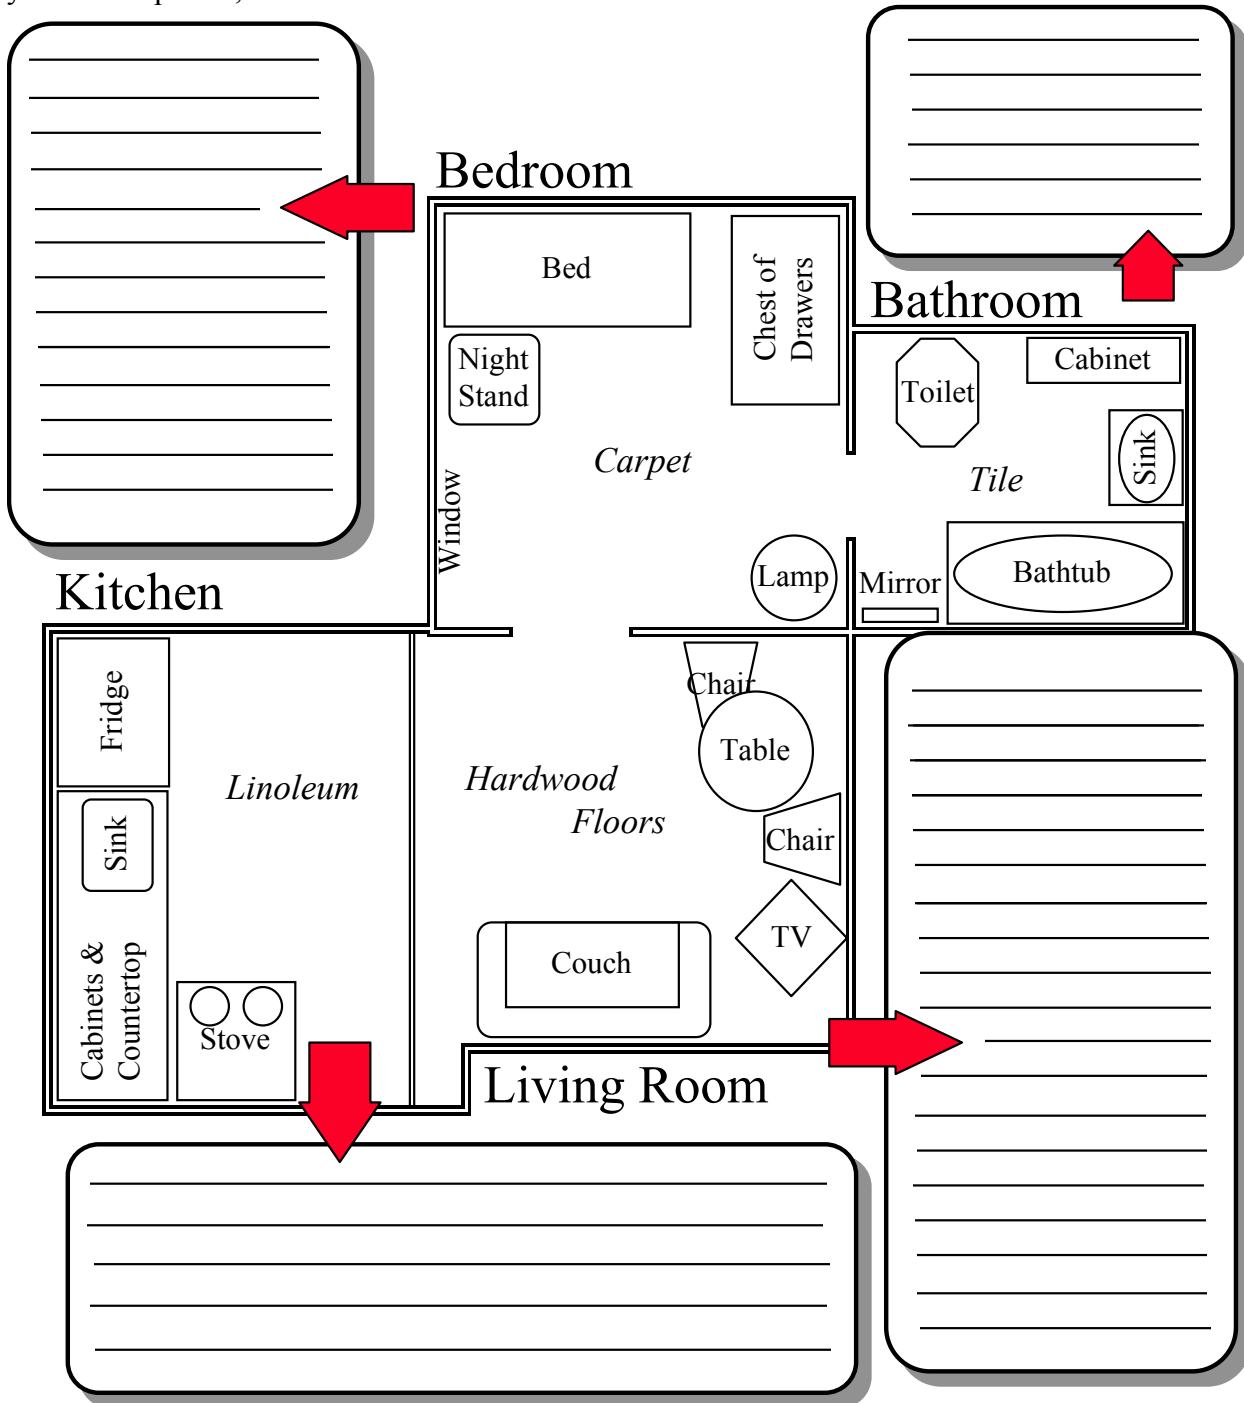 Bedroom
Bed
Chest of
Drawers
Night
Stand
Carpet
Window
Lamp
Bathroom
Toilet
Cabinet
Sink
Tile
Mirror
Bathtub
Kitchen
Fridge
Linoleum
Sink
Cabinets &
Countertop
Stove
Chair
Table
Hardwood
Floors
Chair
Couch
TV
Living Room